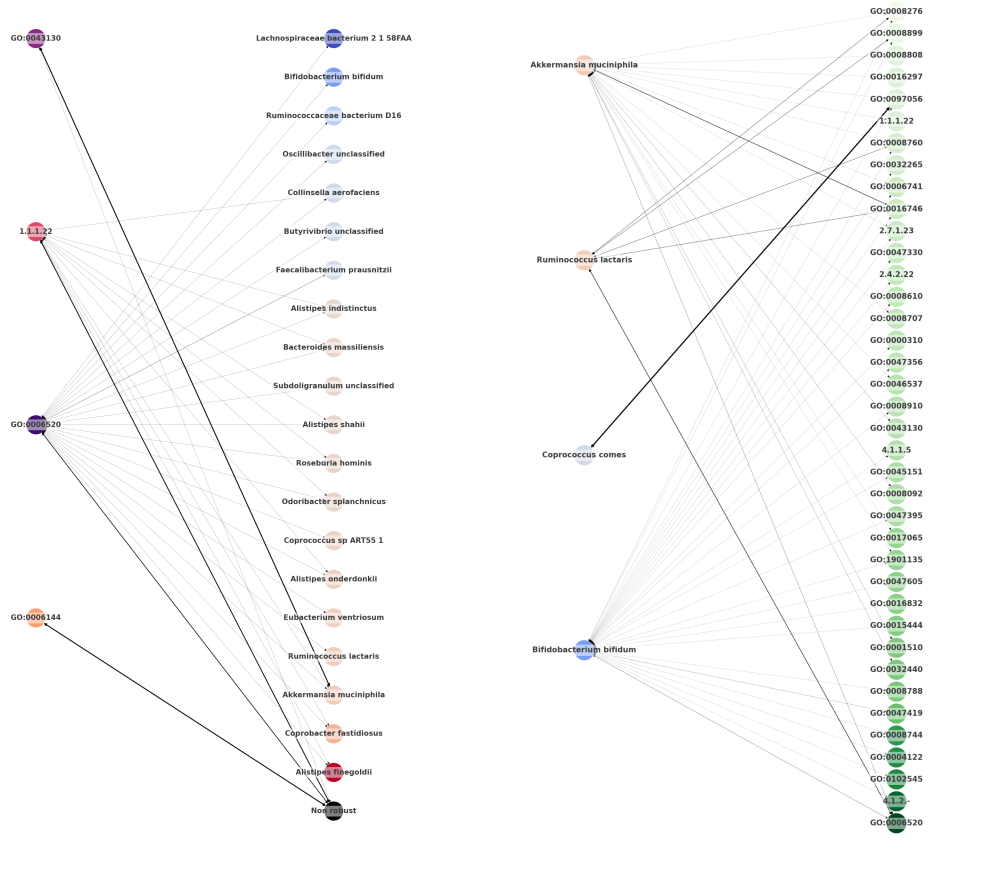 GO:0043130
1.1.1.22
GO:0006520
GO:0006144
Lachnospiraceae bacterium 2 1 58FAA
Bifidobacterium bifidum
Ruminococcaceae bacterium D16
Oscillibacter unclassified
Collinsella aerofaciens
Butyrivibrio unclassified
Faecalibacterium prausnitzii
Alistipes indistinctus
Bacteroides massiliensis
Subdoligranulum unclassified
Alistipes shahii
Roseburia hominis
Odoribacter splanchnicus
Coprococcus sp ART55 1
Alistipes onderdonkii
Eubacterium ventriosum
Ruminococcus lactaris
Akkermansia muciniphila
Coprobacter fastidiosus
Alistipes finegoldii
Non robust
Akkermansia muciniphila
Ruminococcus lactaris
Coprococcus comes
Bifidobacterium bifidum
GO:0008276
GO:0008899
GO:0008808
GO:0016297
GO:0097056
1.1.1.22
GO:0008760
GO:0032265
GO:0006741
GO:0016746
2.7.1.23
GO:0047330
2.4.2.22
GO:0008610
GO:0008707
GO:0000310
GO:0047356
GO:0046537
GO:0008910
GO:0043130
4.1.1.5
GO:0045151
GO:0008092
GO:0047395
GO:0017065
GO:1901135
GO:0047605
GO:0016832
GO:0015444
GO:0001510
GO:0032440
GO:0008788
GO:0047419
GO:0008744
GO:0004122
GO:0102545
4.1.2.-
GO:0006520